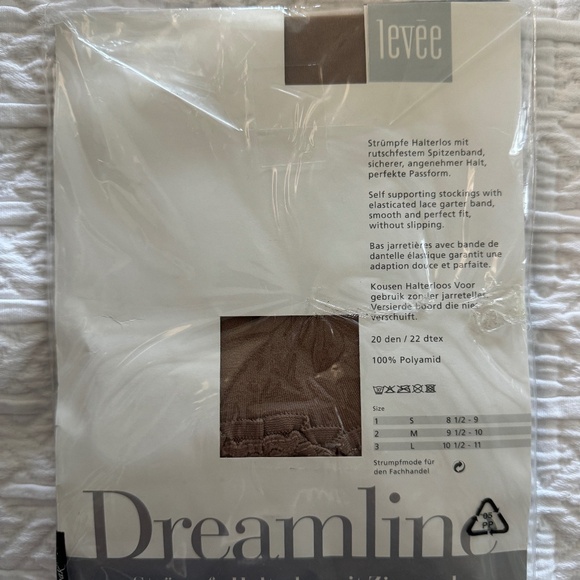 levee
Strümpfe Halterlos mit
rutschfestem Spitzenband,
sicherer, angenehmer Halt,
perfekte Passform.
Self supporting stockings with
elasticated lace garter band,
smooth and perfect fit,
without slipping.
Bas jarretières avec bande de
dantelle élastique garantit une
adaption douce et parfaite.
Kousen Halterloos Voor
gebruik zonder jarretelles.
Versierde boord die niet
verschuift.
20 den / 22 dtex
100% Polyamid
Size
1 S 8 1/2 - 9
2 M 9 1/2 - 10
3 L 10 1/2 - 11
Strumpfmode für
den Fachhandel
Dreamline
05
PP